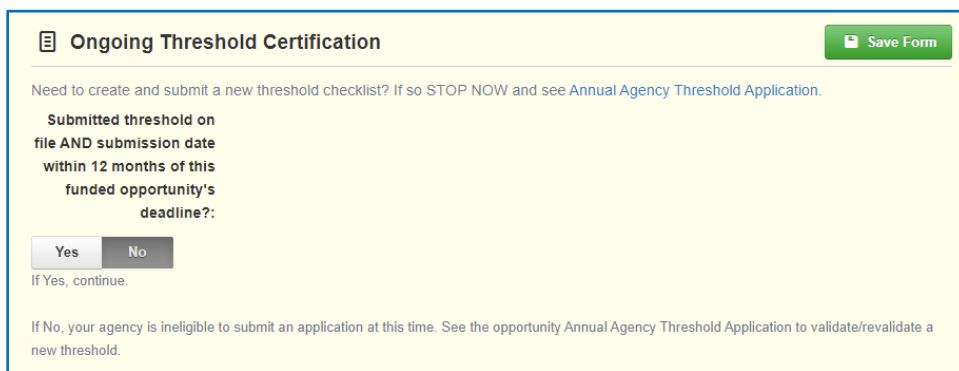 Ongoing Threshold Certification
Save Form
Need to create and submit a new threshold checklist? If so STOP NOW and see Annual Agency Threshold Application.
Submitted threshold on
file AND submission date
within 12 months of this
funded opportunity's
deadline?:
Yes No
If Yes, continue.
If No, your agency is ineligible to submit an application at this time. See the opportunity Annual Agency Threshold Application to validate/revalidate a
new threshold.